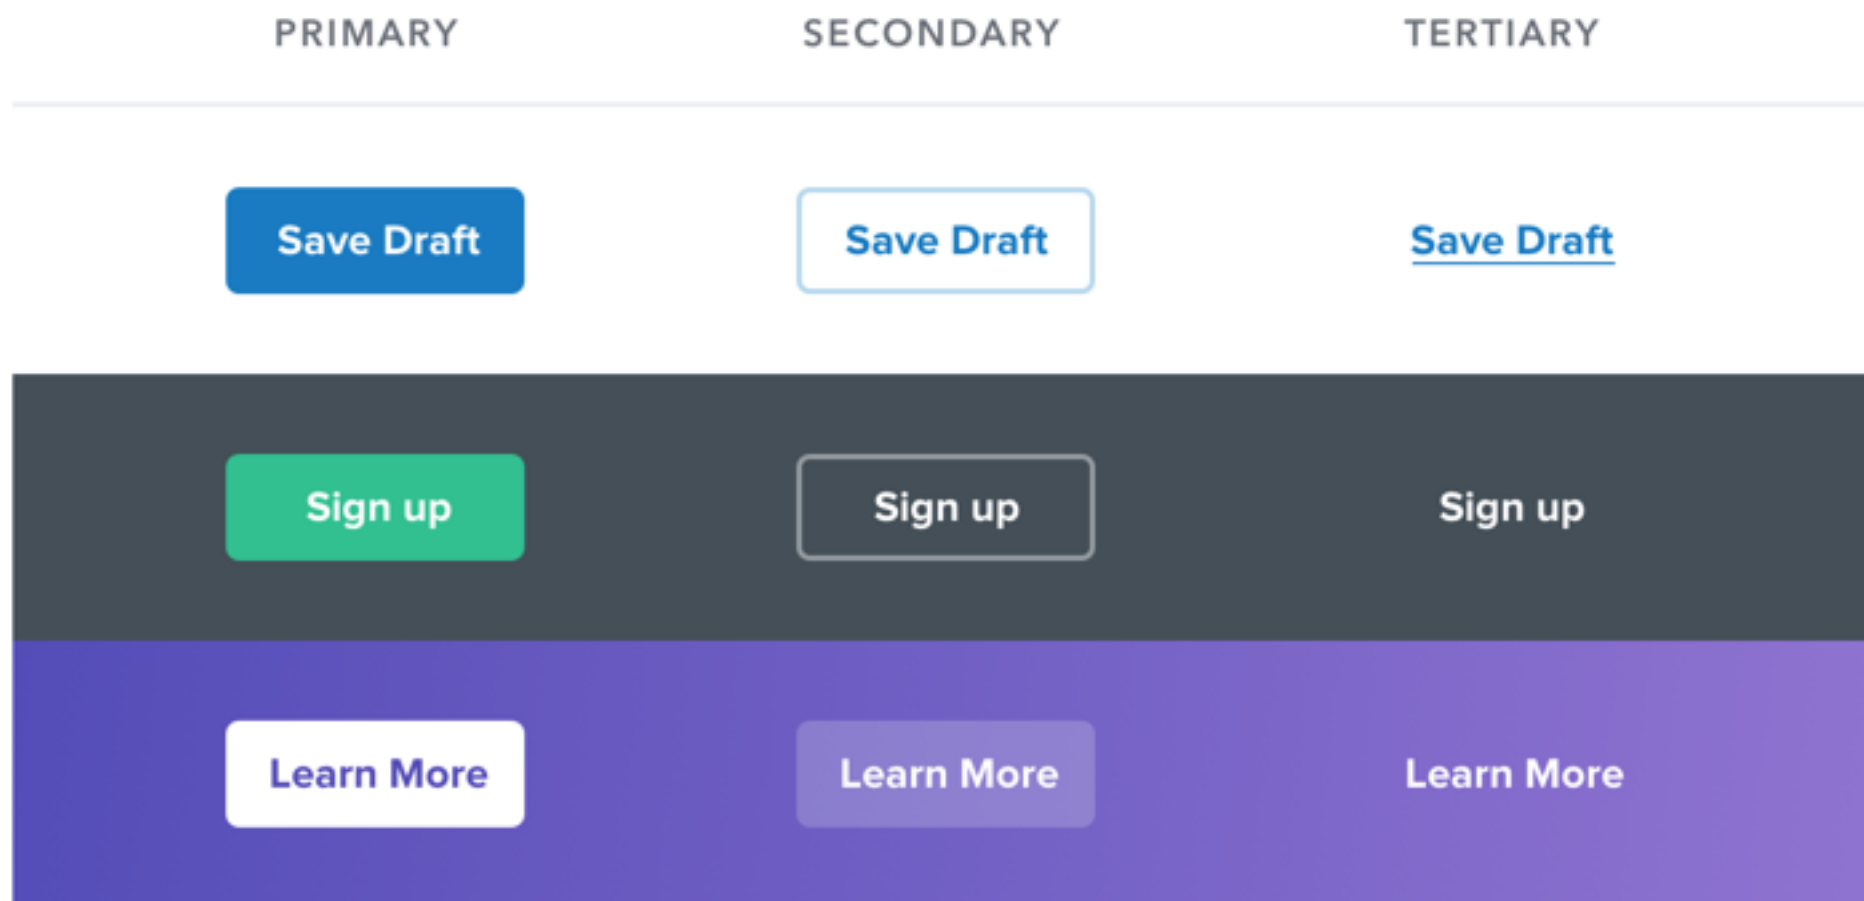 PRIMARY SECONDARY TERTIARY
Save Draft Save Draft Save Draft
Sign up Sign up Sign up
Learn More Learn More Learn More